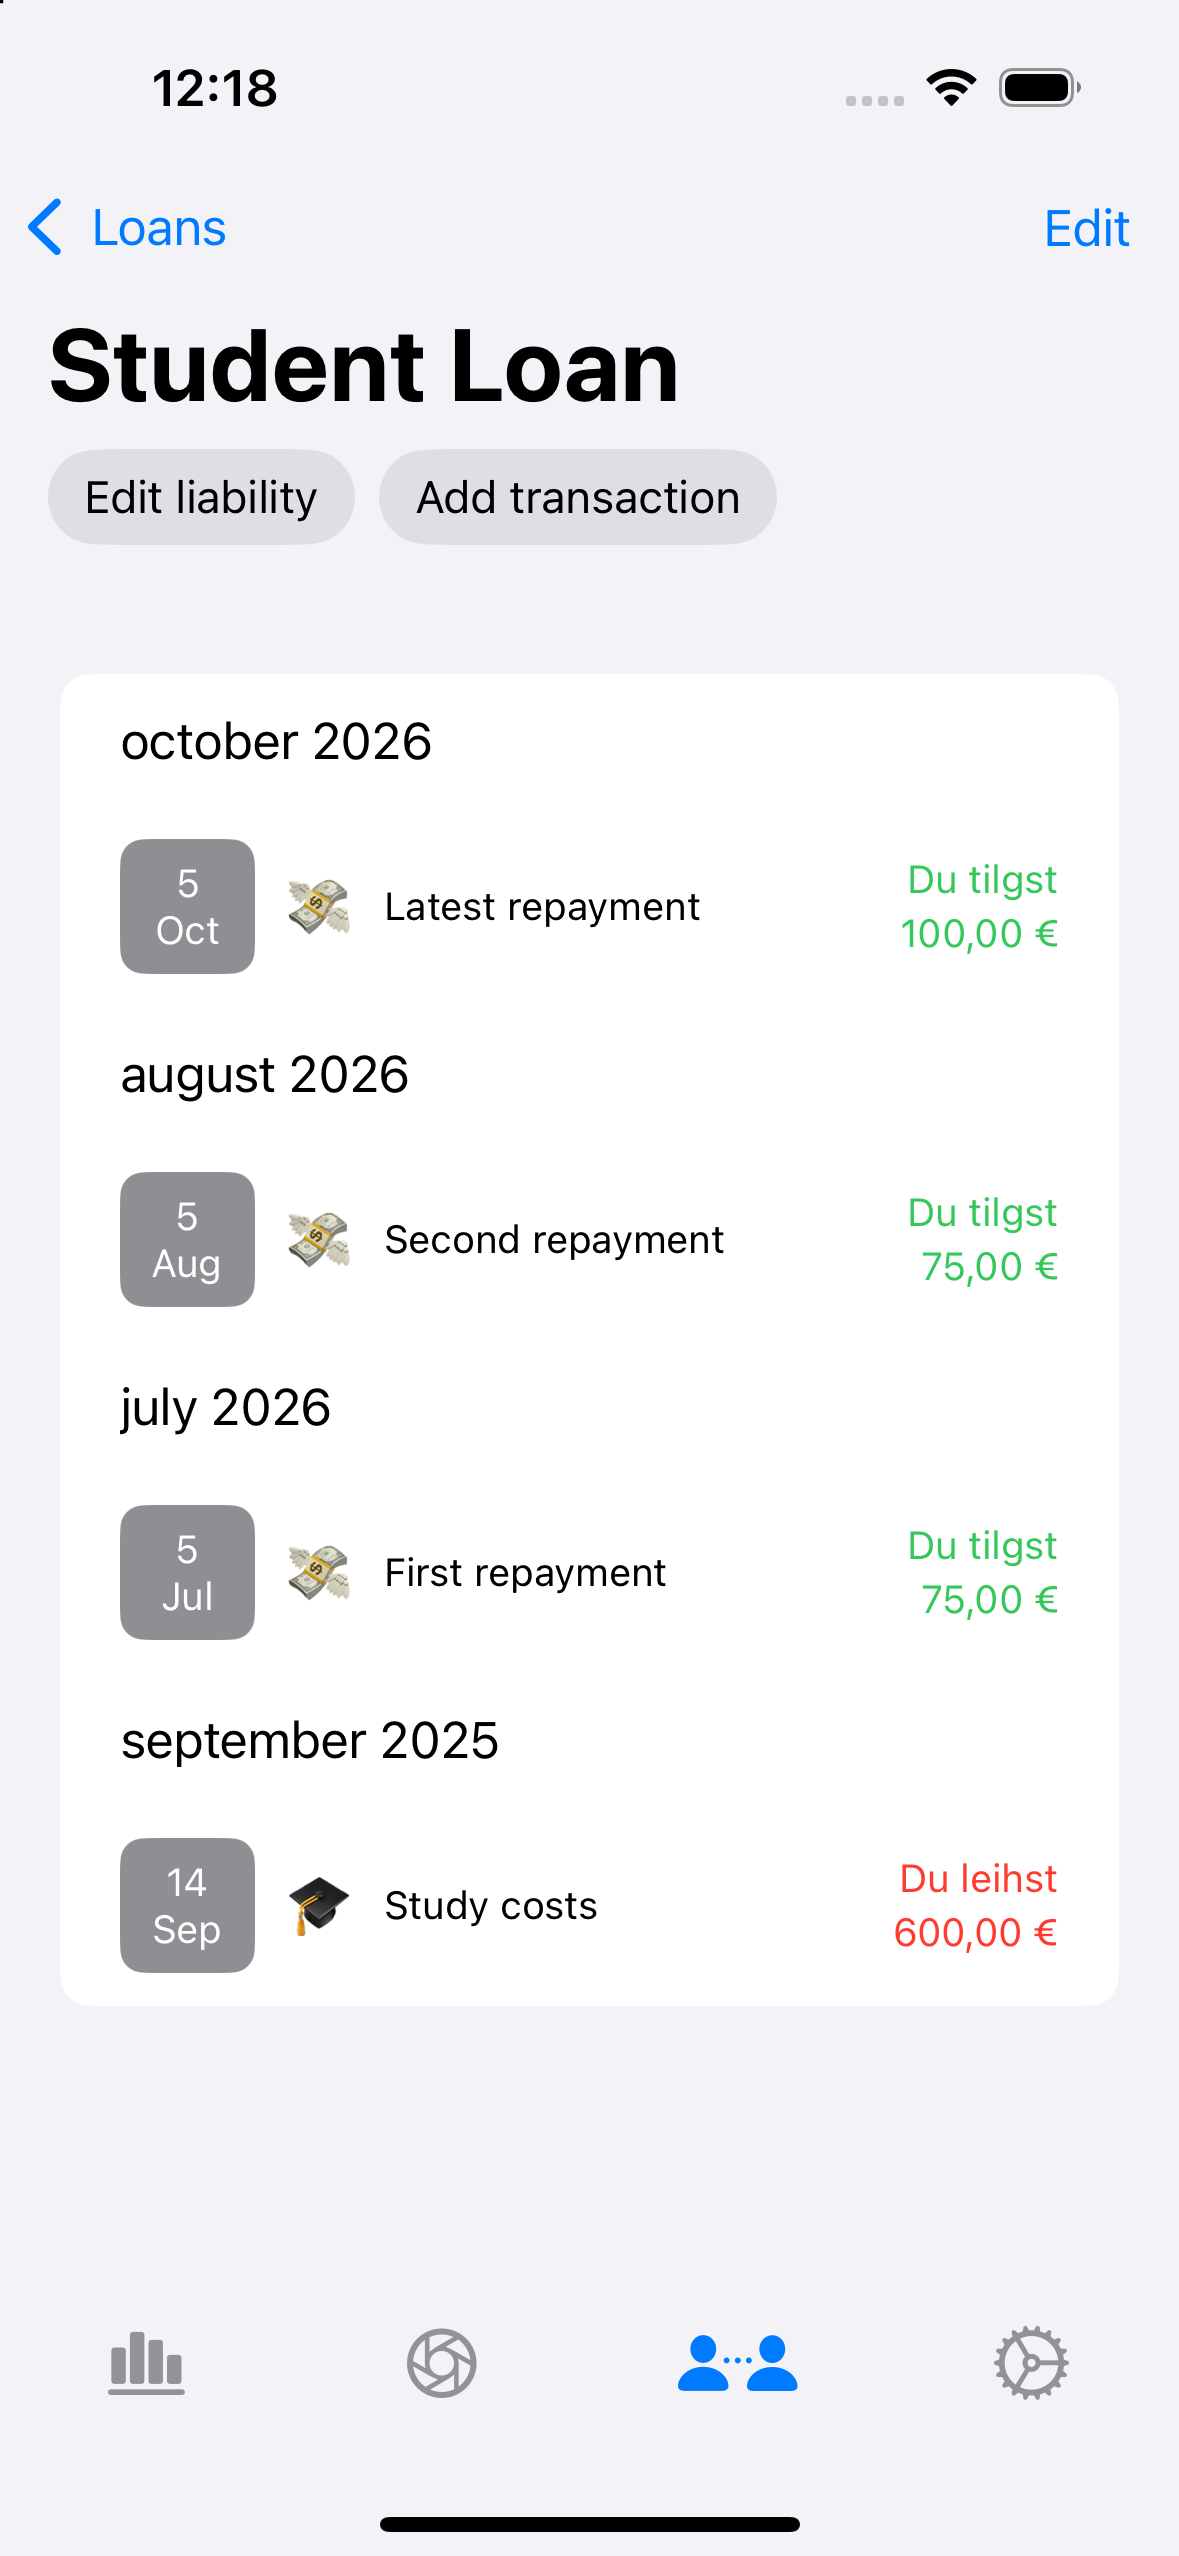 12:18
Loans
Edit
Student Loan
Edit liability
Add transaction
october 2026
5
Oct
Latest repayment
Du tilgst
100,00 €
august 2026
5
Aug
Second repayment
Du tilgst
75,00 €
july 2026
5
Jul
First repayment
Du tilgst
75,00 €
september 2025
14
Sep
Study costs
Du leihst
600,00 €